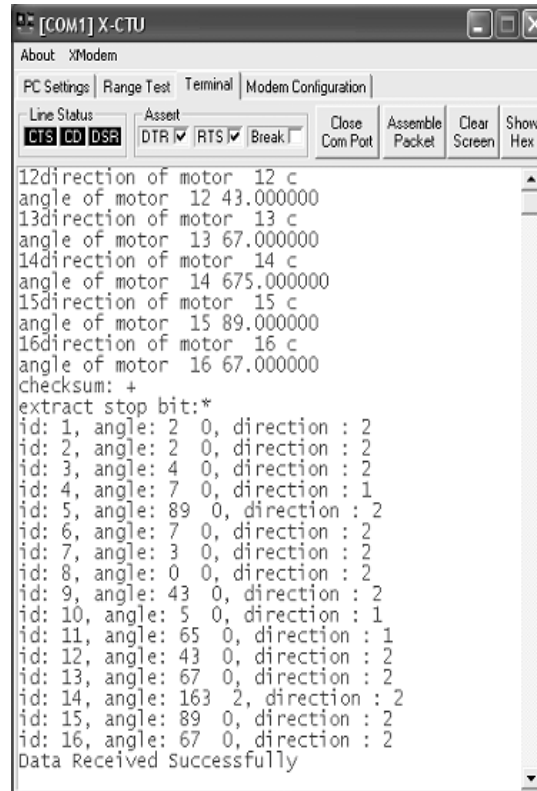 [COM1] X-CTU
About XModem
PC Settings Range Test Terminal Modem Configuration
Line Status
CTS CD DSR
Assert
DTR RTS Break
Close Com Port
Assemble Packet
Clear Screen
Show Hex
12direction of motor 12 c
angle of motor 12 43.000000
13direction of motor 13 c
angle of motor 13 67.000000
14direction of motor 14 c
angle of motor 14 675.000000
15direction of motor 15 c
angle of motor 15 89.000000
16direction of motor 16 c
angle of motor 16 67.000000
checksum: +
extract stop bit:*
id: 1, angle: 2 0, direction : 2
id: 2, angle: 2 0, direction : 2
id: 3, angle: 4 0, direction : 2
id: 4, angle: 7 0, direction : 1
id: 5, angle: 89 0, direction : 2
id: 6, angle: 7 0, direction : 2
id: 7, angle: 3 0, direction : 2
id: 8, angle: 0 0, direction : 2
id: 9, angle: 43 0, direction : 2
id: 10, angle: 5 0, direction : 1
id: 11, angle: 65 0, direction : 1
id: 12, angle: 43 0, direction : 2
id: 13, angle: 67 0, direction : 2
id: 14, angle: 163 2, direction : 2
id: 15, angle: 89 0, direction : 2
id: 16, angle: 67 0, direction : 2
Data Received Successfully